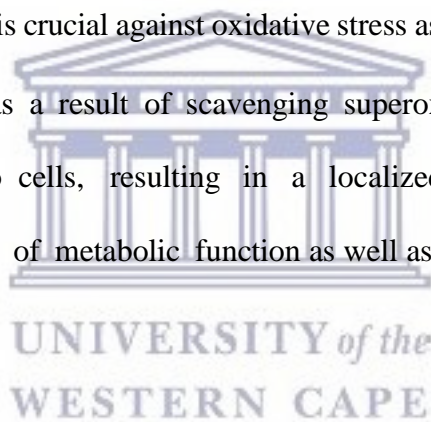 is crucial against oxidative stress as
as a result of scavenging superox
cells, resulting in a localized
of metabolic function as well as
UNIVERSITY of the
WESTERN CAPE